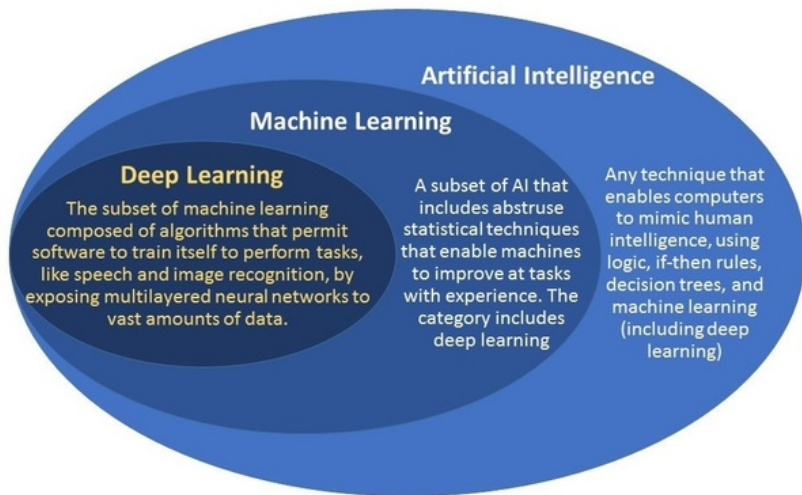 Artificial Intelligence
Machine Learning
Deep Learning
The subset of machine learning
composed of algorithms that permit
software to train itself to perform tasks,
like speech and image recognition, by
exposing multilayered neural networks to
vast amounts of data.
A subset of AI that
includes abstruse
statistical techniques
that enable machines
to improve at tasks
with experience. The
category includes
deep learning
Any technique that
enables computers
to mimic human
intelligence, using
logic, if-then rules,
decision trees, and
machine learning
(including deep
learning)